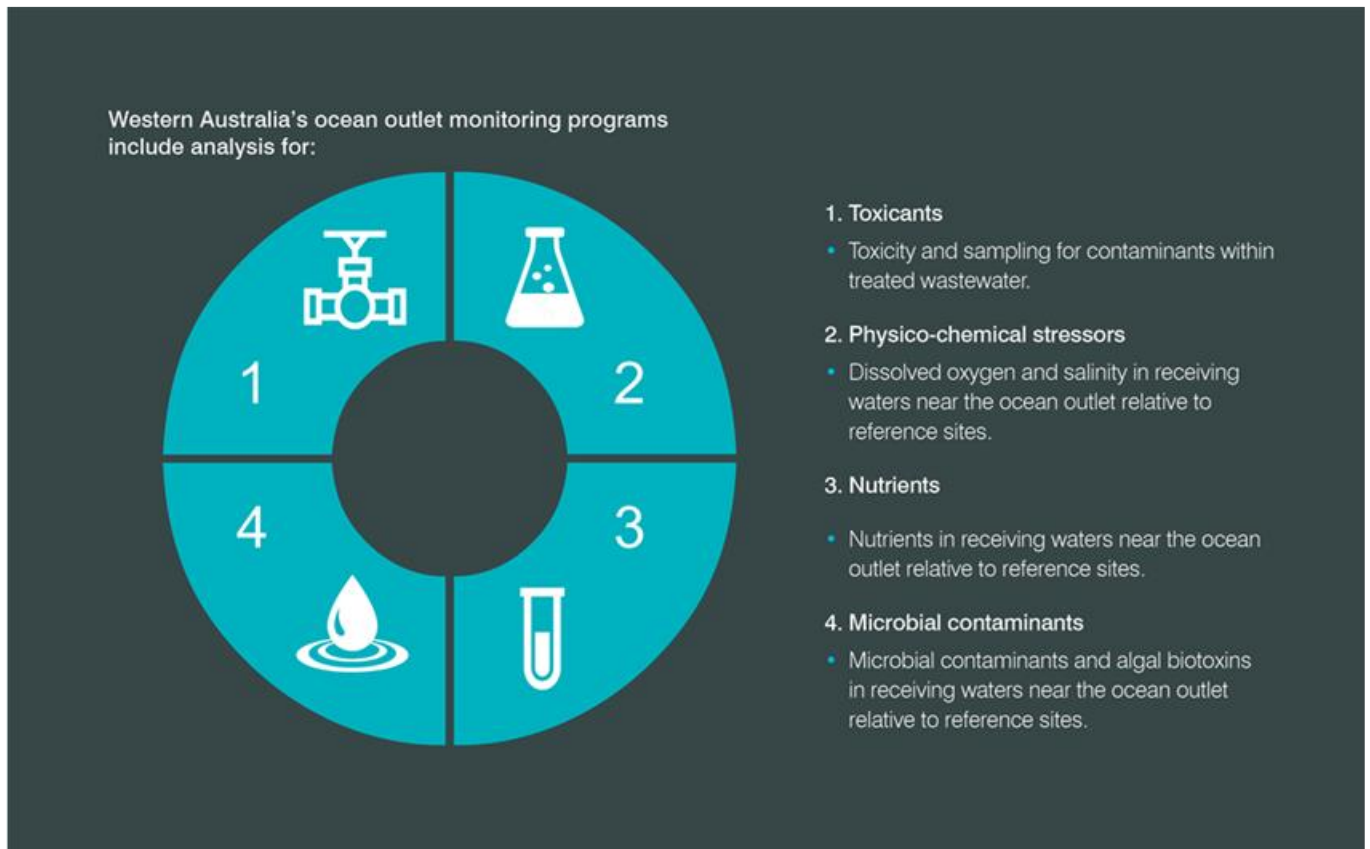 Western Australia's ocean outlet monitoring programs
include analysis for:
1
2
4
3
1. Toxicants
• Toxicity and sampling for contaminants within
treated wastewater.
2. Physico-chemical stressors
• Dissolved oxygen and salinity in receiving
waters near the ocean outlet relative to
reference sites.
3. Nutrients
• Nutrients in receiving waters near the ocean
outlet relative to reference sites.
4. Microbial contaminants
• Microbial contaminants and algal biotoxins
in receiving waters near the ocean outlet
relative to reference sites.